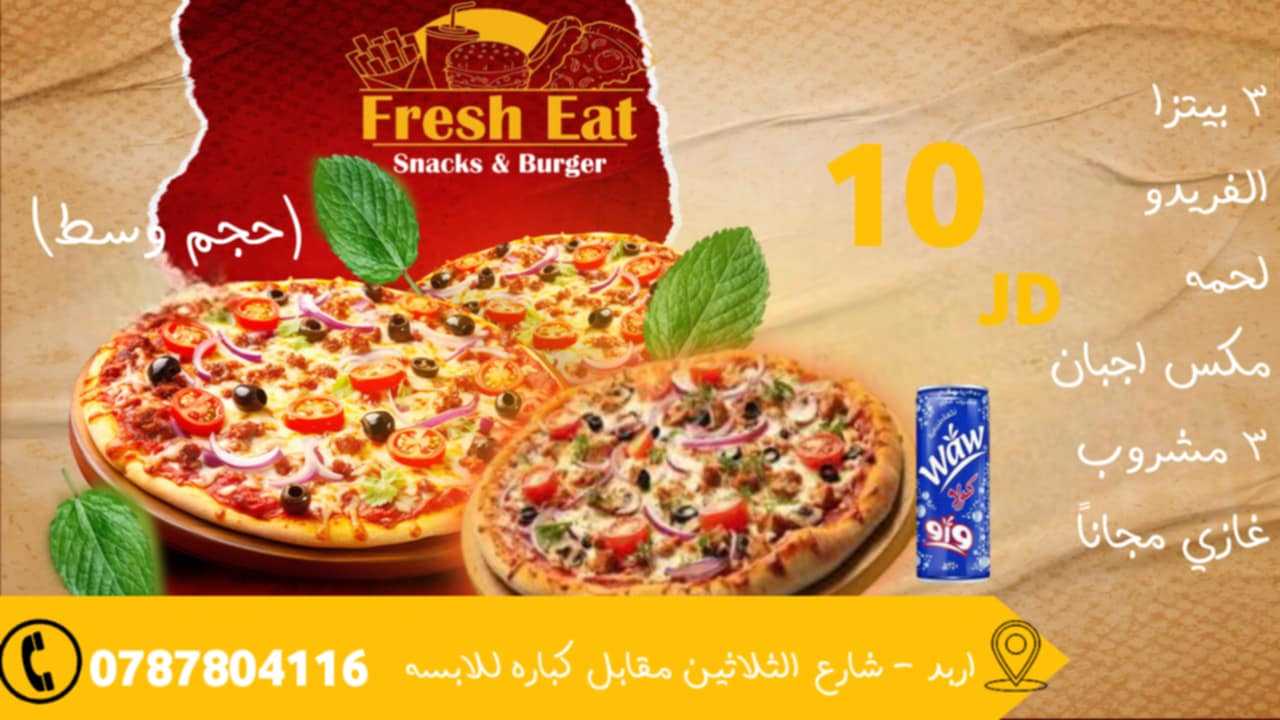 Fresh Eat
Snacks & Burger
(حجم وسط)
10
JD
٣ بيتزا
الفريدو
لحمه
مكس اجبان
٣ مشروب
غازي مجاناً
waw
كولا
واو
0787804116
اربد - شارع الثلاثين مقابل كباره للالبسه